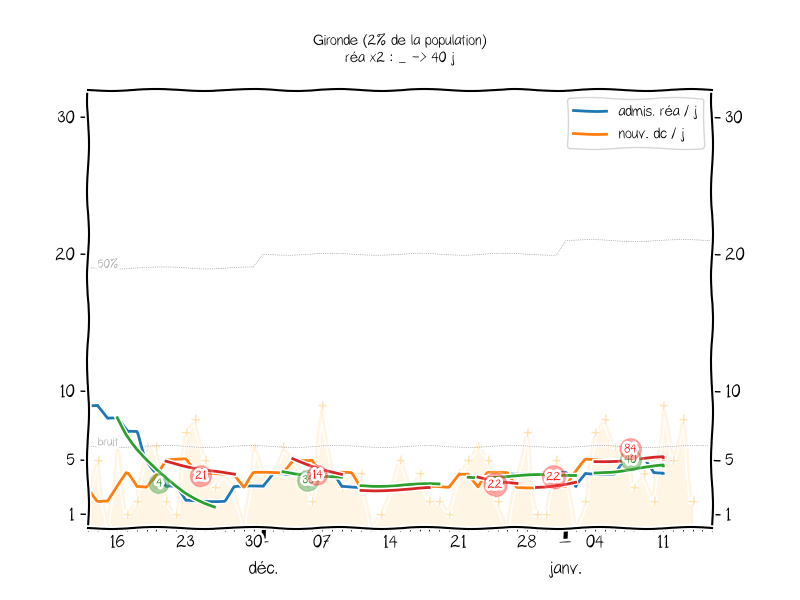 Gironde (2% de la population)
réa x2 : _ -> 40 j
admis. réa / j
nouv. dc / j
30 30
20 20
50%
10 10
bruit
5 5
1 1
4 21 14 22 22 84 40
16 23 30 07 14 21 28 04 11
déc. janv.